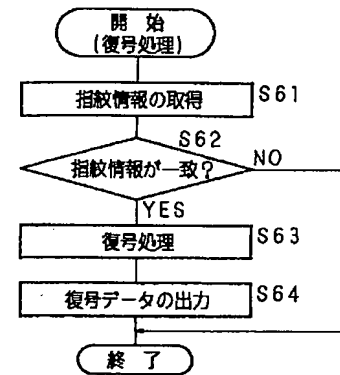 開 始
(復号処理)
指紋情報の取得
S61
S62
指紋情報が一致?
NO
YES
復号処理
S63
復号データの出力
S64
終 了